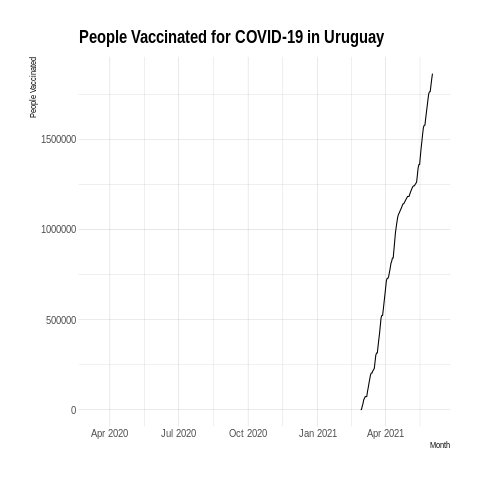 People Vaccinated for COVID-19 in Uruguay
People Vaccinated
1500000
1000000
500000
0
Apr 2020 Jul 2020 Oct 2020 Jan 2021 Apr 2021
Month